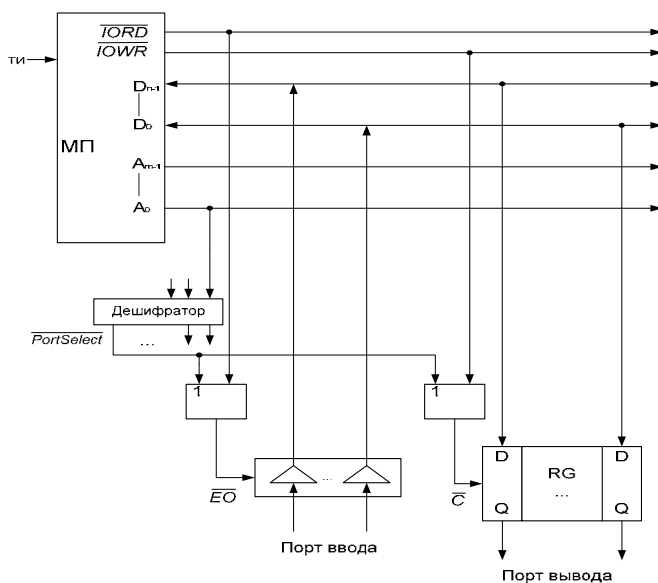 IORD
IOWR
ти
Dn-1
D0
МП
Am-1
A0
Дешифратор
PortSelect
...
1
1
D
D
RG
...
...
EO
C
Q
Q
Порт ввода
Порт вывода